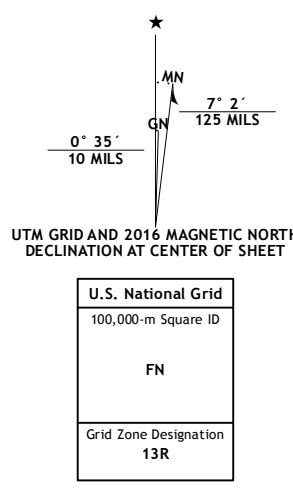 ★
MN
GN
7° 2´
125 MILS
0° 35´
10 MILS
UTM GRID AND 2016 MAGNETIC NORTH
DECLINATION AT CENTER OF SHEET
U.S. National Grid
100,000-m Square ID
FN
Grid Zone Designation
13R